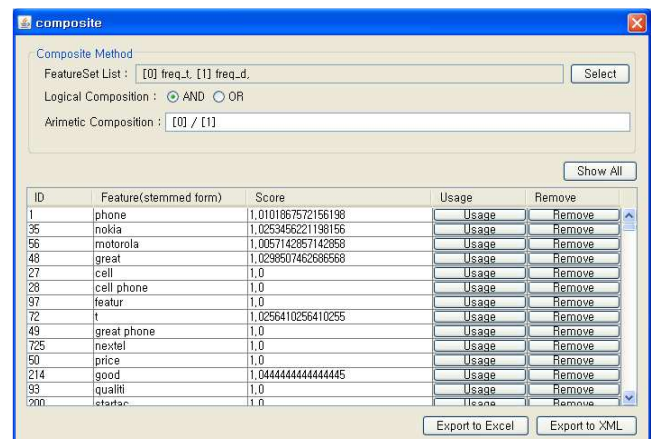 composite
Composite Method
FeatureSet List : [0] freq_t, [1] freq_d, Select
Logical Composition : AND OR
Arimetic Composition : [0] / [1]
Show All
ID Feature(stemmed form) Score Usage Remove
1 phone 1,0101867572156198 Usage Remove
35 nokia 1,0253456221198156 Usage Remove
56 motorola 1,0057142857142858 Usage Remove
48 great 1,0298507462686568 Usage Remove
27 cell 1,0 Usage Remove
28 cell phone 1,0 Usage Remove
97 featur 1,0 Usage Remove
72 t 1,0256410256410255 Usage Remove
49 great phone 1,0 Usage Remove
725 nextel 1,0 Usage Remove
50 price 1,0 Usage Remove
214 good 1,0444444444444445 Usage Remove
93 qualiti 1,0 Usage Remove
200 startac 1,0 Usage Remove
Export to Excel Export to XML